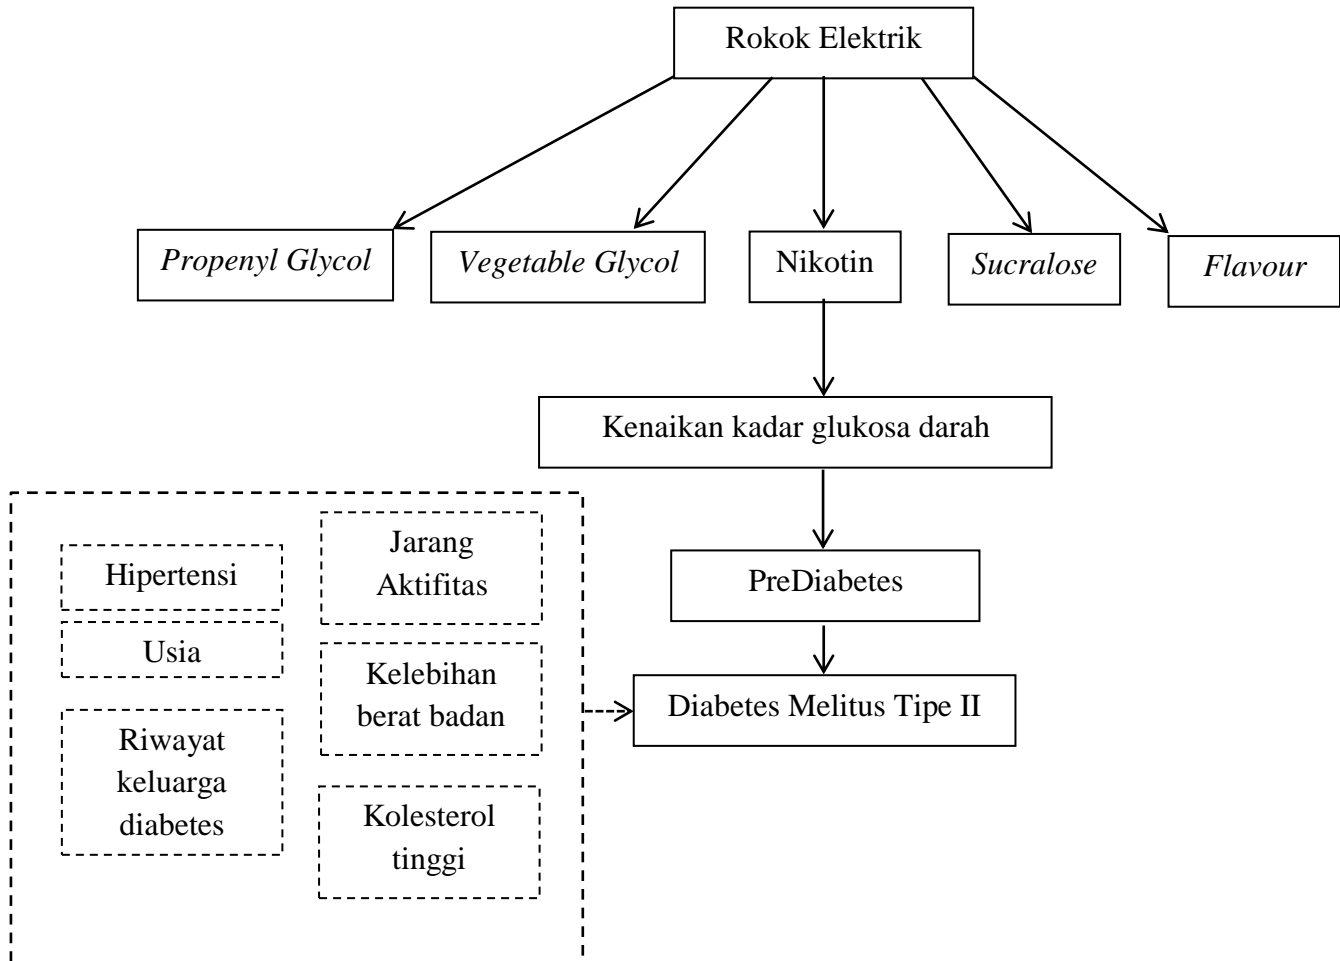 Rokok Elektrik
Propenyl Glycol
Vegetable Glycol
Nikotin
Sucralose
Flavour
Kenaikan kadar glukosa darah
PreDiabetes
Diabetes Melitus Tipe II
Hipertensi
Usia
Riwayat
keluarga
diabetes
Jarang
Aktifitas
Kelebihan
berat badan
Kolesterol
tinggi